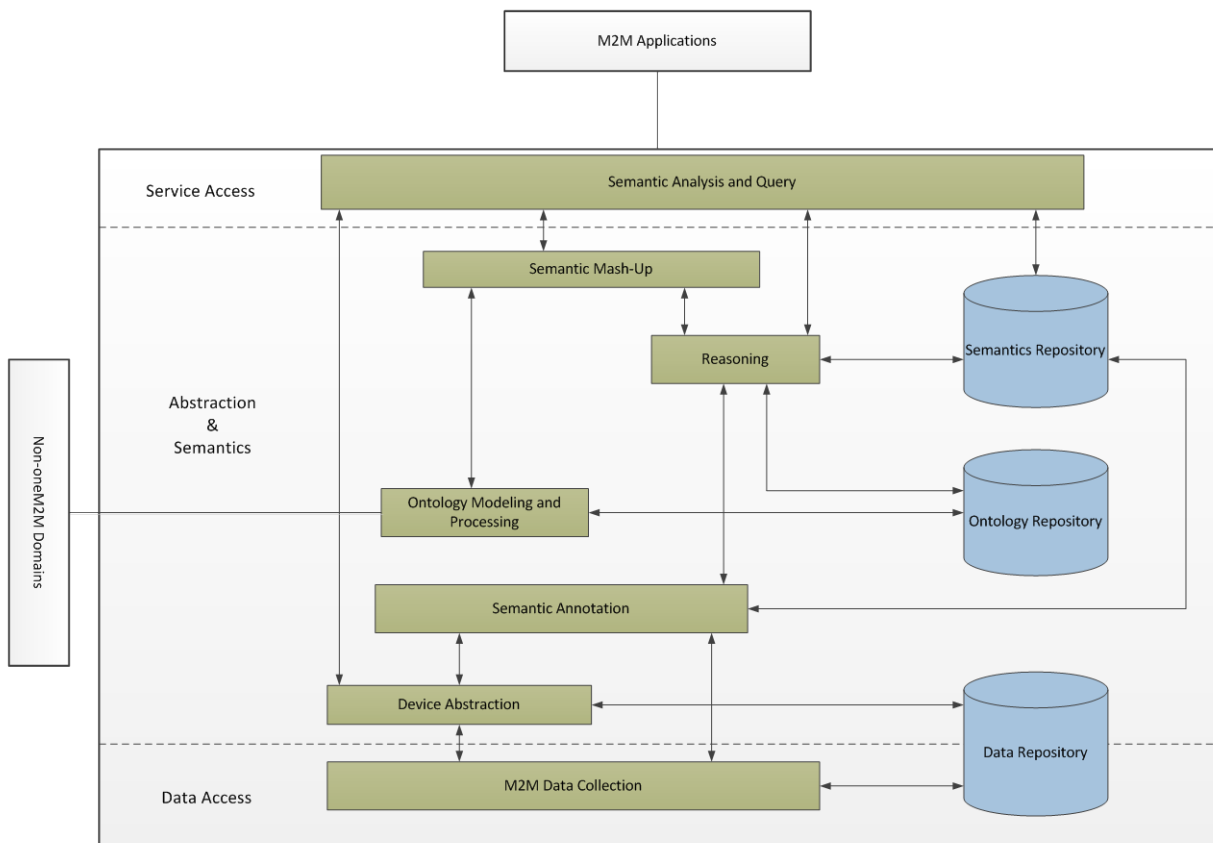 M2M Applications
Service Access
Semantic Analysis and Query
Semantic Mash-Up
Reasoning
Semantics Repository
Abstraction
&
Semantics
Non-oneM2M Domains
Ontology Modeling and
Processing
Ontology Repository
Semantic Annotation
Device Abstraction
Data Repository
Data Access
M2M Data Collection